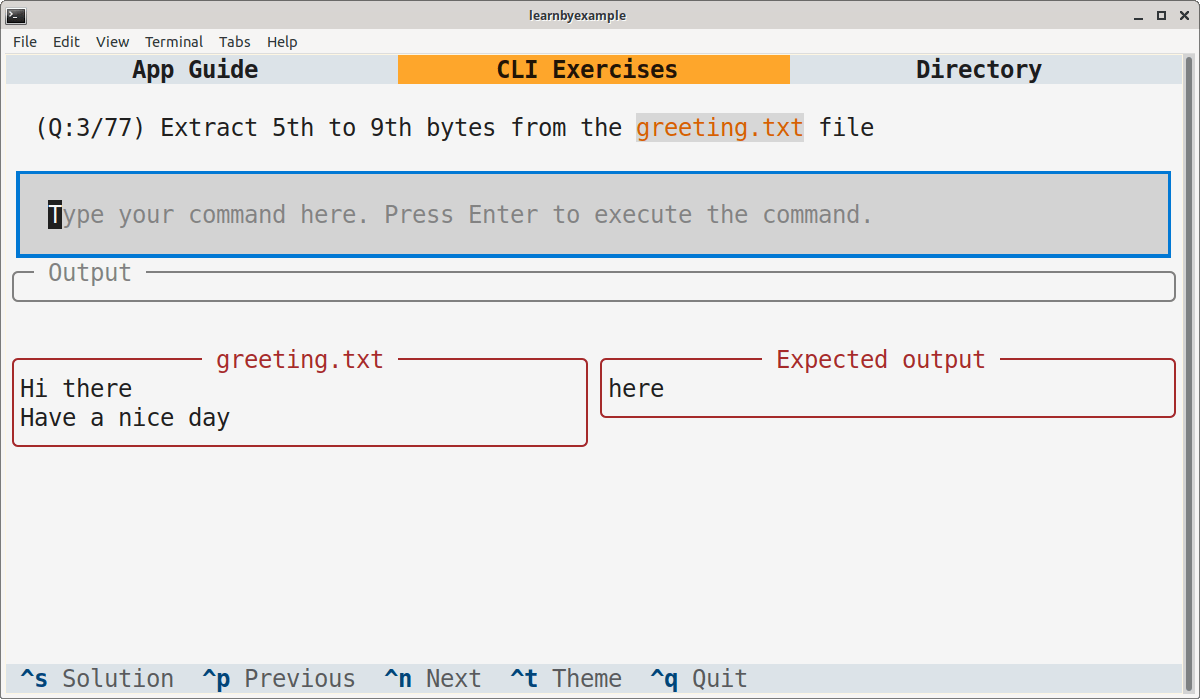 learnbyexample
File Edit View Terminal Tabs Help
App Guide CLI Exercises Directory
(Q:3/77) Extract 5th to 9th bytes from the greeting.txt file
Type your command here. Press Enter to execute the command.
Output
greeting.txt
Hi there
Have a nice day
Expected output
here
^s Solution ^p Previous ^n Next ^t Theme ^q Quit